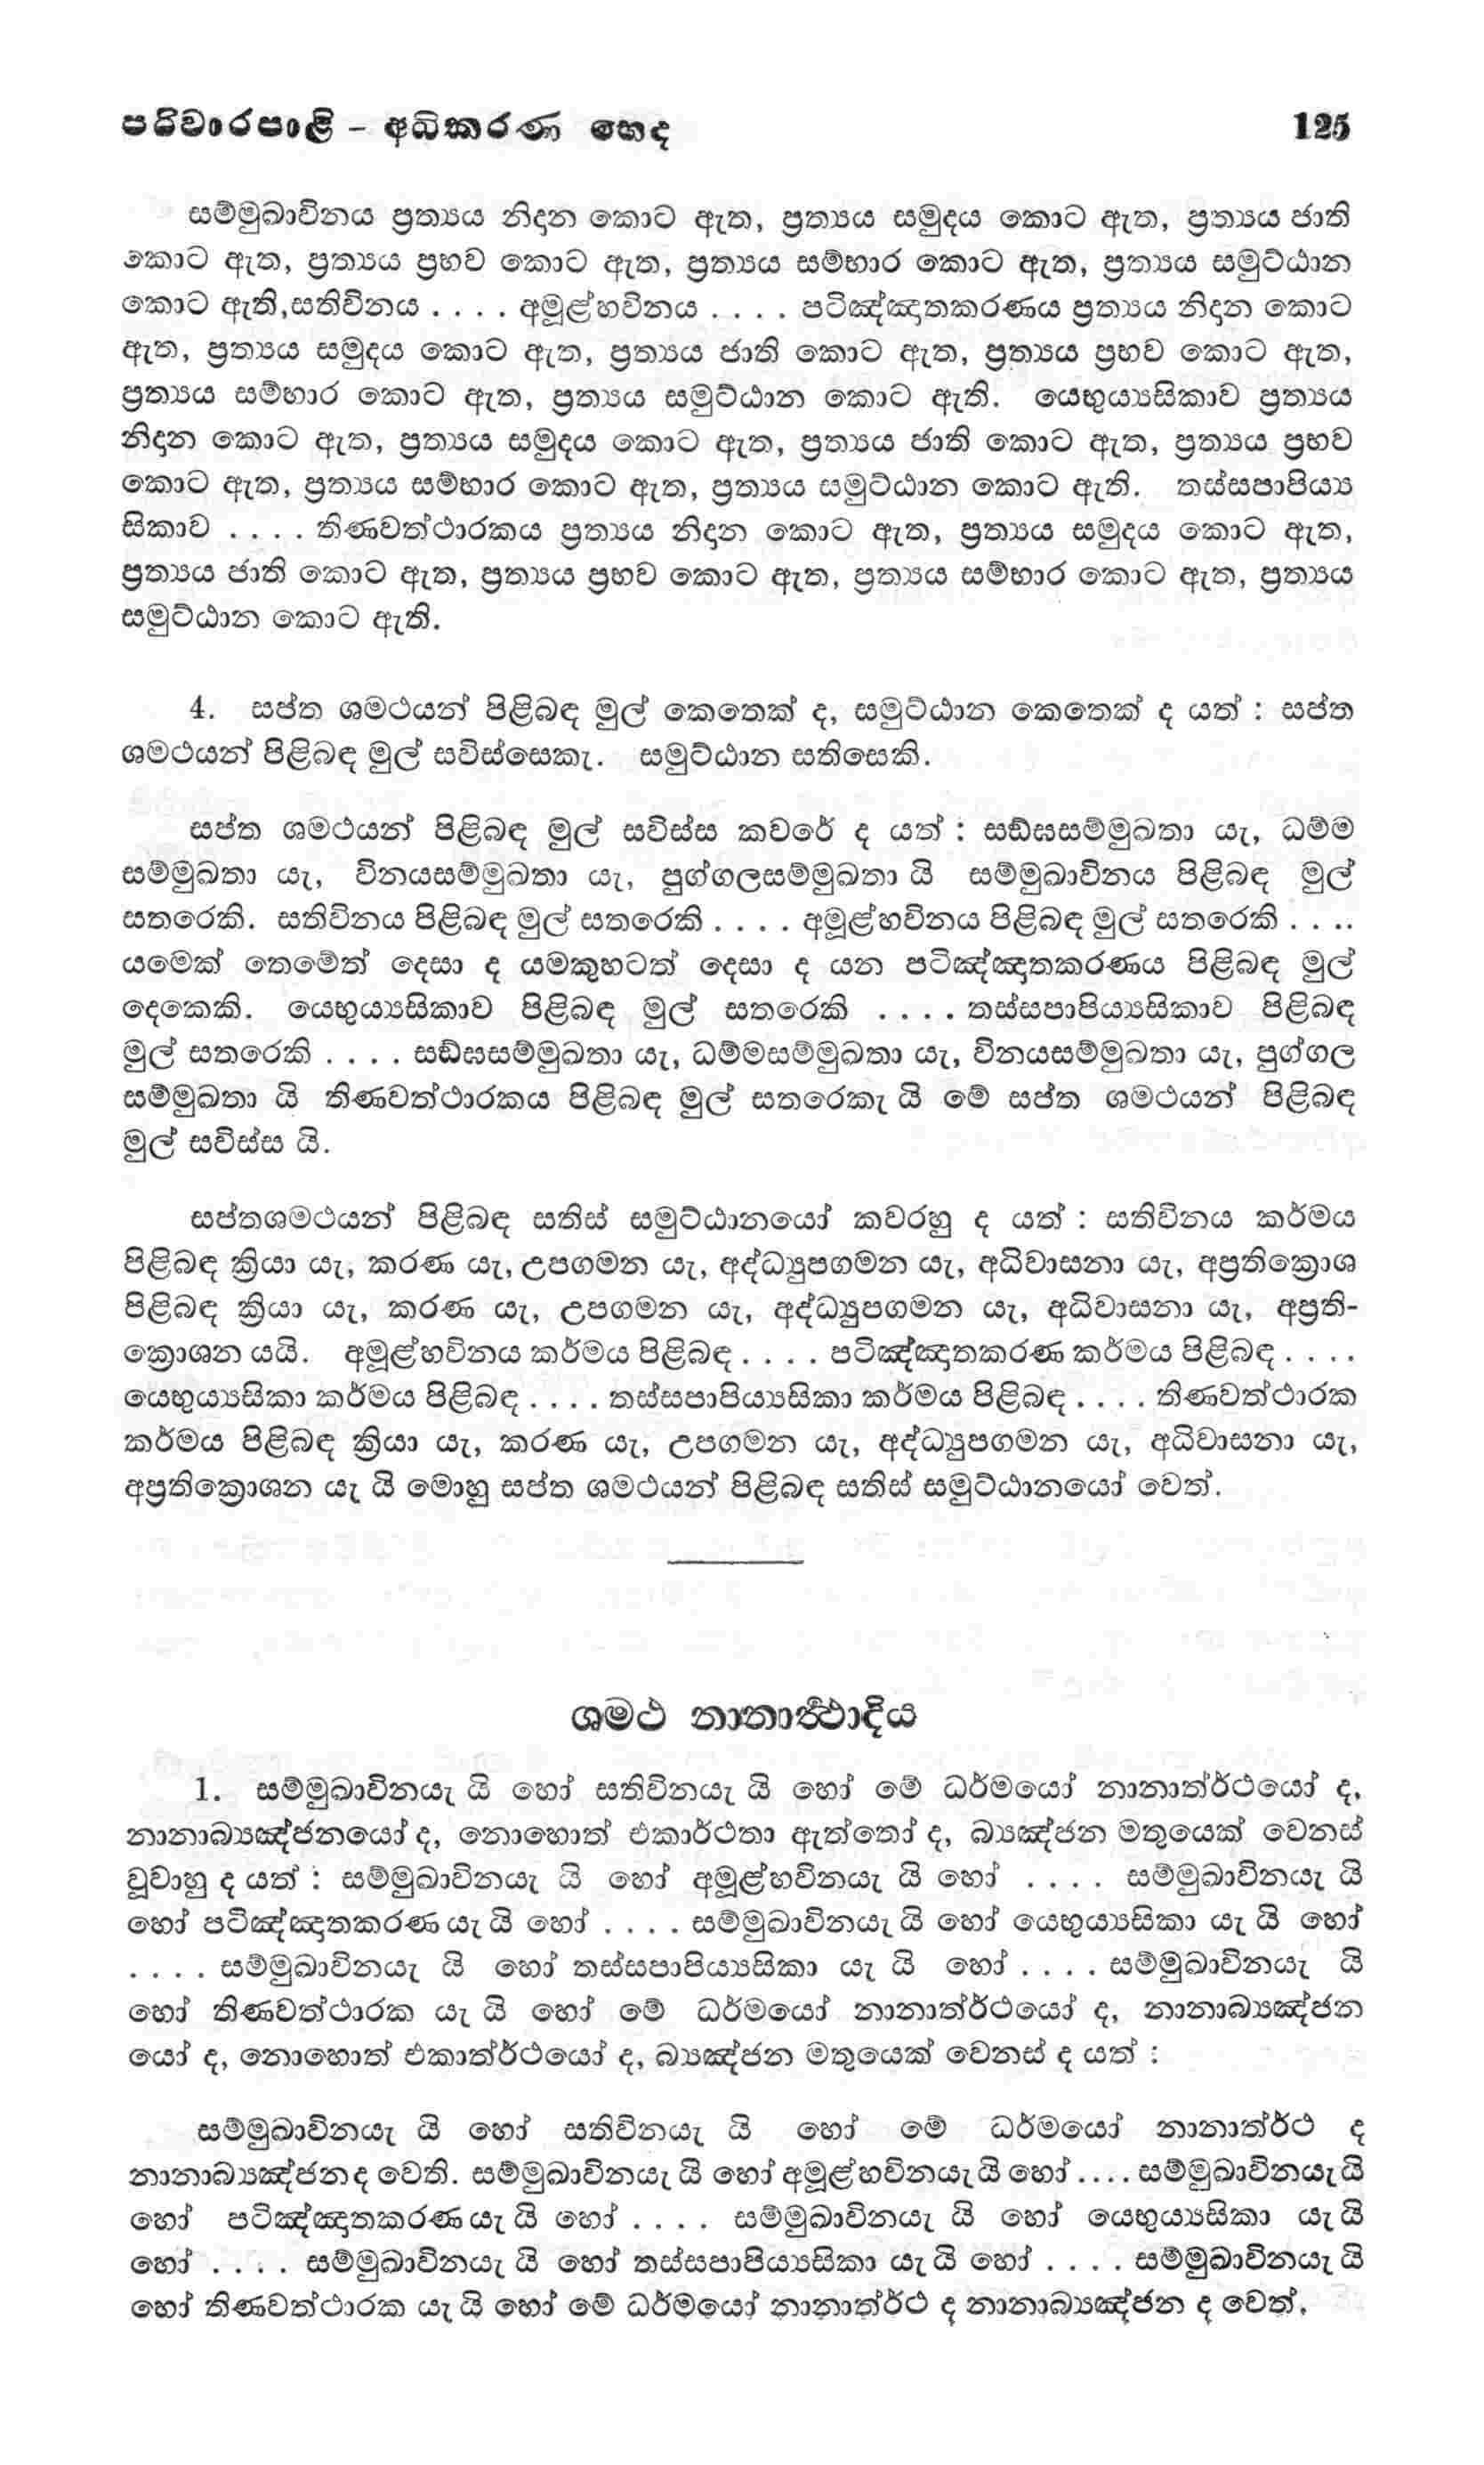 පරිවාරපාළි – අධිකරණ භෙද 125
සම්මුඛාවිනය ප්‍රත්‍යය නිදාන කොට ඇත, ප්‍රත්‍යය සමුදය කොට ඇත, ප්‍රත්‍යය ජාති
කොට ඇත, ප්‍රත්‍යය ප්‍රභව කොට ඇත, ප්‍රත්‍යය සම්භාර කොට ඇත, ප්‍රත්‍යය සමුට්ඨාන
කොට ඇති,සතිවිනය . . . . අමූළ්හවිනය . . . . පටිඤ්ඤාතකරණය ප්‍රත්‍යය නිදාන කොට
ඇත, ප්‍රත්‍යය සමුදය කොට ඇත, ප්‍රත්‍යය ජාති කොට ඇත, ප්‍රත්‍යය ප්‍රභව කොට ඇත,
ප්‍රත්‍යය සම්භාර කොට ඇත, ප්‍රත්‍යය සමුට්ඨාන කොට ඇති. යෙභුය්‍යසිකාව ප්‍රත්‍යය
නිදාන කොට ඇත, ප්‍රත්‍යය සමුදය කොට ඇත, ප්‍රත්‍යය ජාති කොට ඇත, ප්‍රත්‍යය ප්‍රභව
කොට ඇත, ප්‍රත්‍යය සම්භාර කොට ඇත, ප්‍රත්‍යය සමුට්ඨාන කොට ඇති. තස්සපාපිය්‍ය
සිකාව . . . . තිණවත්ථාරකය ප්‍රත්‍යය නිදාන කොට ඇත, ප්‍රත්‍යය සමුදය කොට ඇත,
ප්‍රත්‍යය ජාති කොට ඇත, ප්‍රත්‍යය ප්‍රභව කොට ඇත, ප්‍රත්‍යය සම්භාර කොට ඇත, ප්‍රත්‍යය
සමුට්ඨාන කොට ඇති.
4. සප්ත ශමථයන් පිළිබඳ මුල් කෙතෙක් ද, සමුට්ඨාන කෙතෙක් ද යත් : සප්ත
ශමථයන් පිළිබඳ මුල් සවිස්සෙකැ. සමුට්ඨාන සතිසෙකි.
සප්ත ශමථයන් පිළිබඳ මුල් සවිස්ස කවරේ ද යත් : සඞ්ඝසම්මුඛතා යැ, ධම්ම
සම්මුඛතා යැ, විනයසම්මුඛතා යැ, පුග්ගලසම්මුඛතා යි සම්මුඛාවිනය පිළිබඳ මුල්
සතරෙකි. සතිවිනය පිළිබඳ මුල් සතරෙකි . . . . අමූළ්හවිනය පිළිබඳ මුල් සතරෙකි . . . .
යමෙක් තෙමේත් දෙසා ද යමකුහටත් දෙසා ද යන පටිඤ්ඤාතකරණය පිළිබඳ මුල්
දෙකෙකි. යෙභුය්‍යසිකාව පිළිබඳ මුල් සතරෙකි . . . . තස්සපාපිය්‍යසිකාව පිළිබඳ
මුල් සතරෙකි . . . . සඞ්ඝසම්මුඛතා යැ, ධම්මසම්මුඛතා යැ, විනයසම්මුඛතා යැ, පුග්ගල
සම්මුඛතා යි තිණවත්ථාරකය පිළිබඳ මුල් සතරෙකැ යි මේ සප්ත ශමථයන් පිළිබඳ
මුල් සවිස්ස යි.
සප්තශමථයන් පිළිබඳ සතිස් සමුට්ඨානයෝ කවරහු ද යත් : සතිවිනය කර්මය
පිළිබඳ ක්‍රියා යැ, කරණ යැ, උපගමන යැ, අද්ධ්‍යුපගමන යැ, අධිවාසනා යැ, අප්‍රතික්‍රොශ
පිළිබඳ ක්‍රියා යැ, කරණ යැ, උපගමන යැ, අද්ධ්‍යුපගමන යැ, අධිවාසනා යැ, අප්‍රති-
ක්‍රොශන යයි. අමූළ්හවිනය කර්මය පිළිබඳ . . . . පටිඤ්ඤාතකරණ කර්මය පිළිබඳ . . . .
යෙභුය්‍යසිකා කර්මය පිළිබඳ . . . . තස්සපාපිය්‍යසිකා කර්මය පිළිබඳ . . . . තිණවත්ථාරක
කර්මය පිළිබඳ ක්‍රියා යැ, කරණ යැ, උපගමන යැ, අද්ධ්‍යුපගමන යැ, අධිවාසනා යැ,
අප්‍රතික්‍රොශන යැ යි මොහු සප්ත ශමථයන් පිළිබඳ සතිස් සමුට්ඨානයෝ වෙත්.
ශමථ නානාර්‍ත්‍ථාදිය
1. සම්මුඛාවිනයැ යි හෝ සතිවිනයැ යි හෝ මේ ධර්මයෝ නානාත්ර්ථයෝ ද,
නානාබ්‍යඤ්ජනයෝ ද, නොහොත් එකාර්ථතා ඇත්තෝ ද, බ්‍යඤ්ජන මතුයෙක් වෙනස්
වූවාහු ද යත් : සම්මුඛාවිනයැ යි හෝ අමූළ්හවිනයැ යි හෝ . . . . සම්මුඛාවිනයැ යි
හෝ පටිඤ්ඤාතකරණ යැ යි හෝ . . . . සම්මුඛාවිනයැ යි හෝ යෙභුය්‍යසිකා යැ යි හෝ
. . . . සම්මුඛාවිනයැ යි හෝ තස්සපාපිය්‍යසිකා යැ යි හෝ . . . . සම්මුඛාවිනයැ යි
හෝ තිණවත්ථාරක යැ යි හෝ මේ ධර්මයෝ නානාත්ර්ථයෝ ද, නානාබ්‍යඤ්ජන
යෝ ද, නොහොත් එකාත්ර්ථයෝ ද, බ්‍යඤ්ජන මතුයෙක් වෙනස් ද යත් :
සම්මුඛාවිනයැ යි හෝ සතිවිනයැ යි හෝ මේ ධර්මයෝ නානාත්ර්ථ ද
නානාබ්‍යඤ්ජන ද වෙති. සම්මුඛාවිනයැ යි හෝ අමූළ්හවිනයැ යි හෝ . . . . සම්මුඛාවිනයැ යි
හෝ පටිඤ්ඤාතකරණයැ යි හෝ . . . . සම්මුඛාවිනයැ යි හෝ යෙභුය්‍යසිකා යැ යි
හෝ . . . . සම්මුඛාවිනයැ යි හෝ තස්සපාපිය්‍යසිකා යැ යි හෝ . . . . සම්මුඛාවිනයැ යි
හෝ තිණවත්ථාරක යැ යි හෝ මේ ධර්මයෝ නානාත්ර්ථ ද නානාබ්‍යඤ්ජන ද වෙත්.